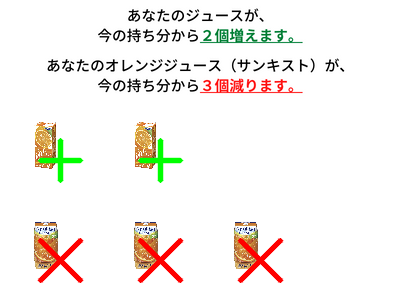 あなたのジュースが、
今の持ち分から２個増えます。
あなたのオレンジジュース（サンキスト）が、
今の持ち分から３個減ります。